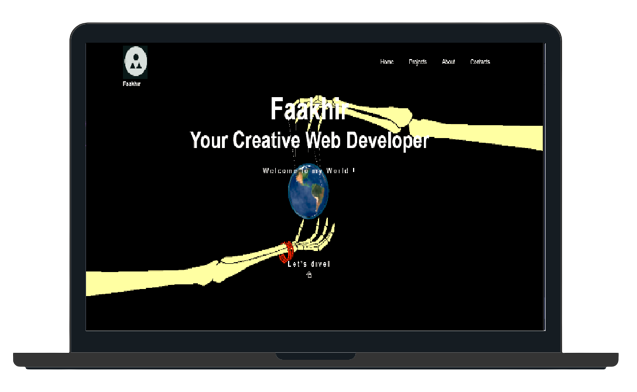 Faakhir
Home Projects About Contacts
Faakhir
Your Creative Web Developer
Welcome to my World !
Let's dive!